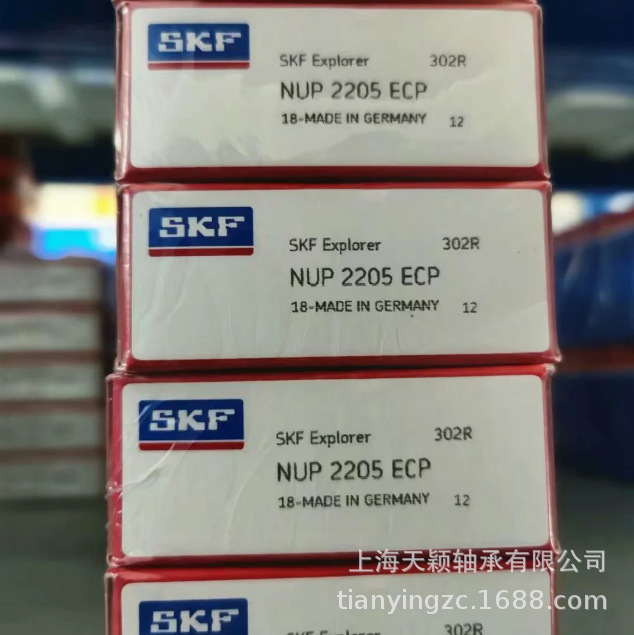 SKF
SKF Explorer 302R
NUP 2205 ECP
18-MADE IN GERMANY 12
SKF
SKF Explorer 302R
NUP 2205 ECP
18-MADE IN GERMANY 12
SKF
SKF Explorer 302R
NUP 2205 ECP
18-MADE IN GERMANY 12
上海天颖轴承有限公司
tianyingzc.1688.com
SKF
SKF Explorer 302R